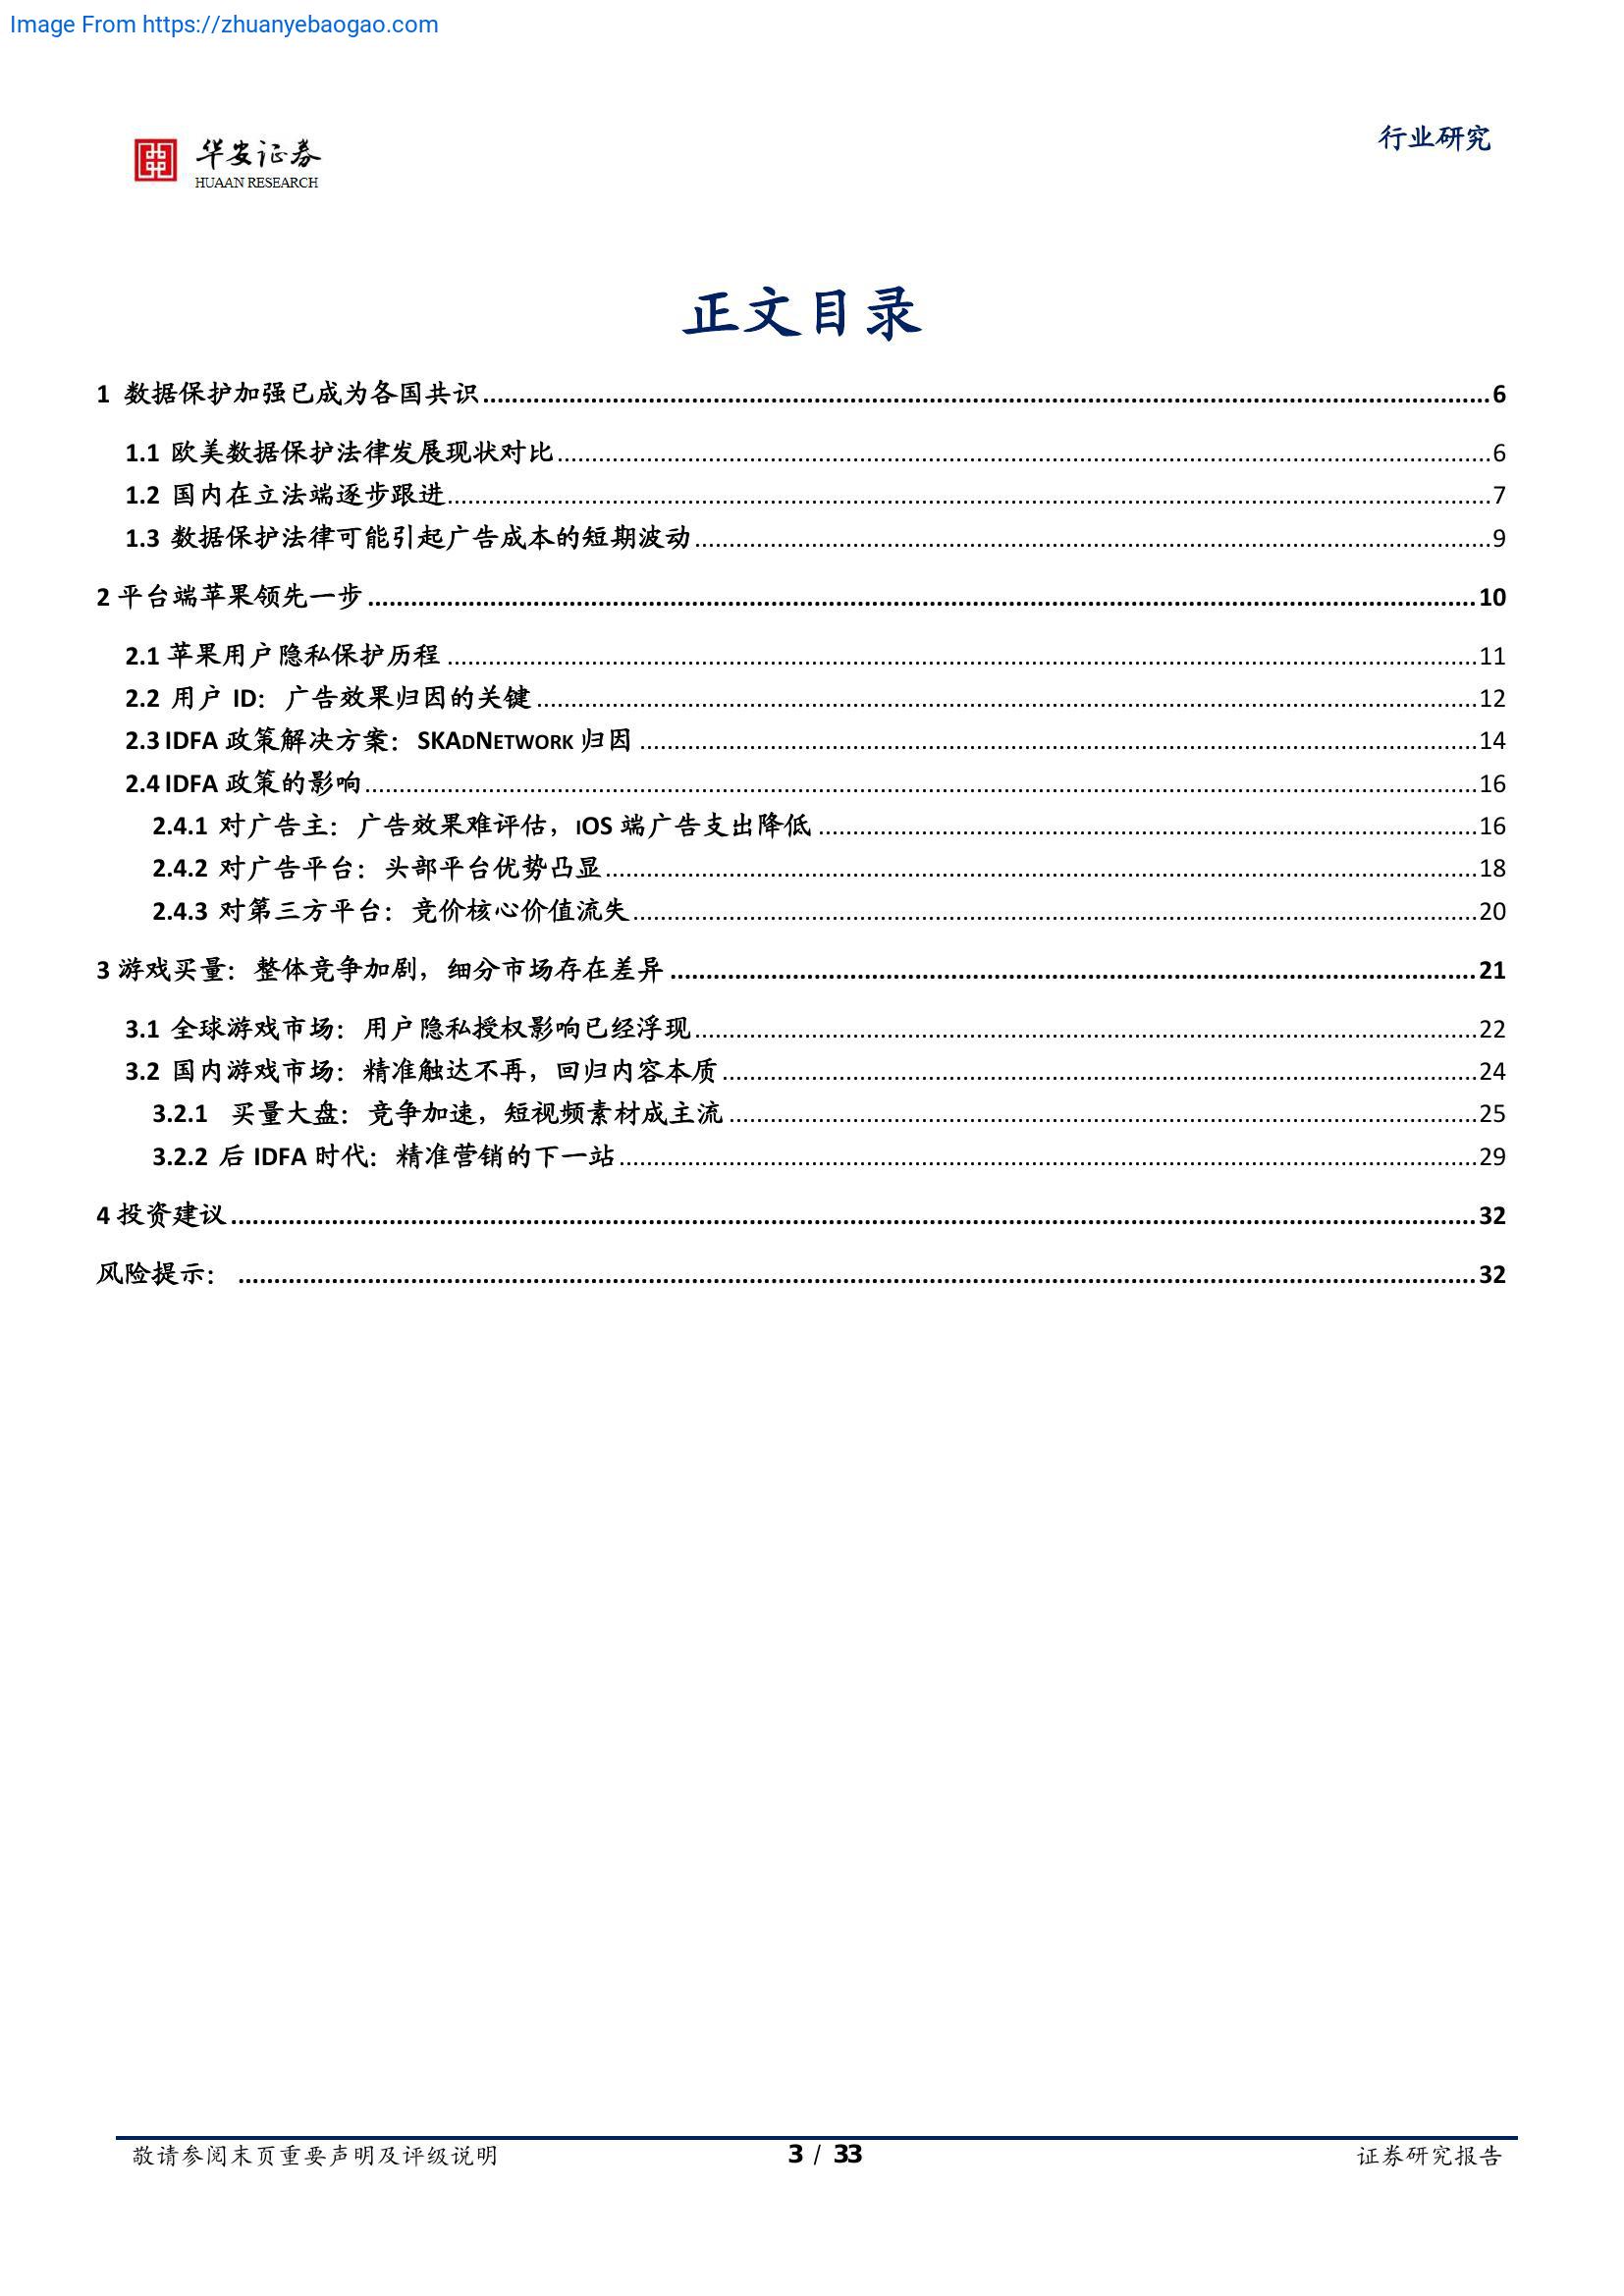 Image From https://zhuanyebaogao.com
华安证券
HUAAN RESEARCH
行业研究
正文目录
1 数据保护加强已成为各国共识 6
1.1 欧美数据保护法律发展现状对比 6
1.2 国内在立法端逐步跟进 7
1.3 数据保护法律可能引起广告成本的短期波动 9
2 平台端苹果领先一步 10
2.1 苹果用户隐私保护历程 11
2.2 用户 ID：广告效果归因的关键 12
2.3 IDFA 政策解决方案：SKADNETWORK 归因 14
2.4 IDFA 政策的影响 16
2.4.1 对广告主：广告效果难评估，IOS 端广告支出降低 16
2.4.2 对广告平台：头部平台优势凸显 18
2.4.3 对第三方平台：竞价核心价值流失 20
3 游戏买量：整体竞争加剧，细分市场存在差异 21
3.1 全球游戏市场：用户隐私授权影响已经浮现 22
3.2 国内游戏市场：精准触达不再，回归内容本质 24
3.2.1 买量大盘：竞争加速，短视频素材成主流 25
3.2.2 后 IDFA 时代：精准营销的下一站 29
4 投资建议 32
风险提示： 32
敬请参阅末页重要声明及评级说明
3 / 33
证券研究报告